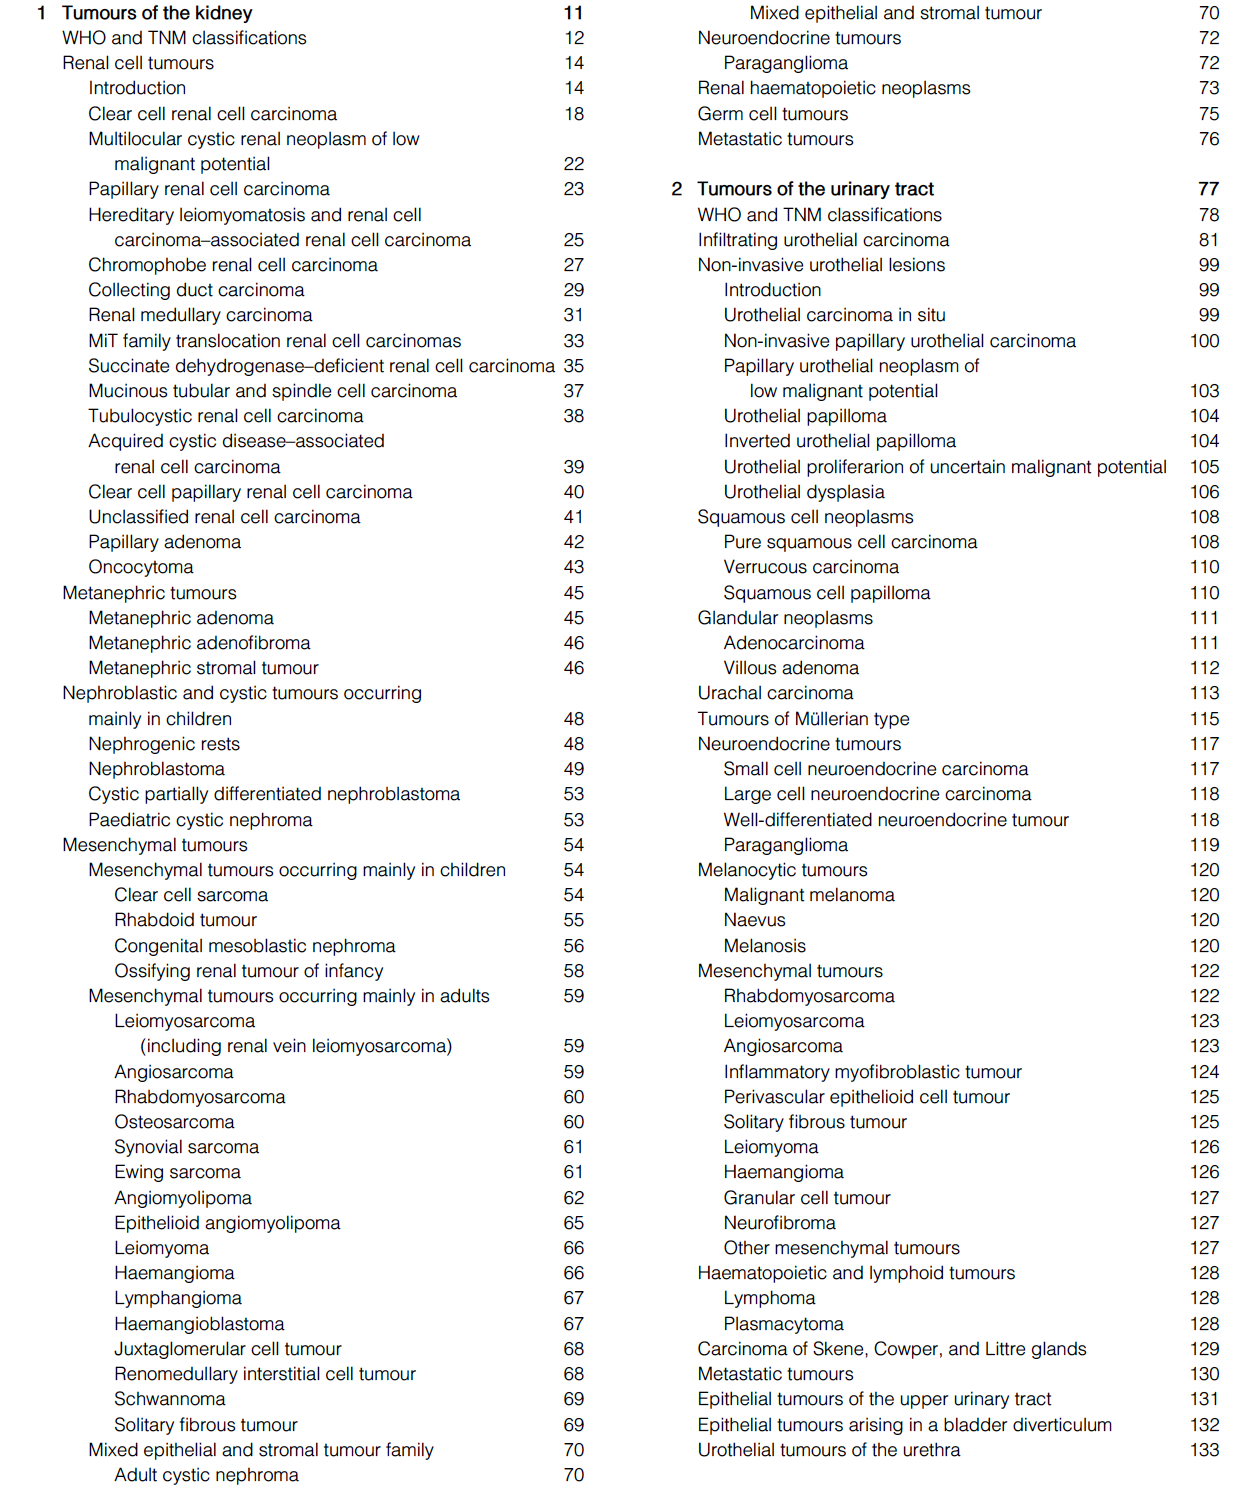 1 Tumours of the kidney 11
WHO and TNM classifications 12
Renal cell tumours 14
Introduction 14
Clear cell renal cell carcinoma 18
Multilocular cystic renal neoplasm of low
malignant potential 22
Papillary renal cell carcinoma 23
Hereditary leiomyomatosis and renal cell
carcinoma–associated renal cell carcinoma 25
Chromophobe renal cell carcinoma 27
Collecting duct carcinoma 29
Renal medullary carcinoma 31
MiT family translocation renal cell carcinomas 33
Succinate dehydrogenase–deficient renal cell carcinoma 35
Mucinous tubular and spindle cell carcinoma 37
Tubulocystic renal cell carcinoma 38
Acquired cystic disease–associated
renal cell carcinoma 39
Clear cell papillary renal cell carcinoma 40
Unclassified renal cell carcinoma 41
Papillary adenoma 42
Oncocytoma 43
Metanephric tumours 45
Metanephric adenoma 45
Metanephric adenofibroma 46
Metanephric stromal tumour 46
Nephroblastic and cystic tumours occurring
mainly in children 48
Nephrogenic rests 48
Nephroblastoma 49
Cystic partially differentiated nephroblastoma 53
Paediatric cystic nephroma 53
Mesenchymal tumours 54
Mesenchymal tumours occurring mainly in children 54
Clear cell sarcoma 54
Rhabdoid tumour 55
Congenital mesoblastic nephroma 56
Ossifying renal tumour of infancy 58
Mesenchymal tumours occurring mainly in adults 59
Leiomyosarcoma
(including renal vein leiomyosarcoma) 59
Angiosarcoma 59
Rhabdomyosarcoma 60
Osteosarcoma 60
Synovial sarcoma 61
Ewing sarcoma 61
Angiomyolipoma 62
Epithelioid angiomyolipoma 65
Leiomyoma 66
Haemangioma 66
Lymphangioma 67
Haemangioblastoma 67
Juxtaglomerular cell tumour 68
Renomedullary interstitial cell tumour 68
Schwannoma 69
Solitary fibrous tumour 69
Mixed epithelial and stromal tumour family 70
Adult cystic nephroma 70
Mixed epithelial and stromal tumour 70
Neuroendocrine tumours 72
Paraganglioma 72
Renal haematopoietic neoplasms 73
Germ cell tumours 75
Metastatic tumours 76
2 Tumours of the urinary tract 77
WHO and TNM classifications 78
Infiltrating urothelial carcinoma 81
Non-invasive urothelial lesions 99
Introduction 99
Urothelial carcinoma in situ 99
Non-invasive papillary urothelial carcinoma 100
Papillary urothelial neoplasm of
low malignant potential 103
Urothelial papilloma 104
Inverted urothelial papilloma 104
Urothelial proliferarion of uncertain malignant potential 105
Urothelial dysplasia 106
Squamous cell neoplasms 108
Pure squamous cell carcinoma 108
Verrucous carcinoma 110
Squamous cell papilloma 110
Glandular neoplasms 111
Adenocarcinoma 111
Villous adenoma 112
Urachal carcinoma 113
Tumours of Müllerian type 115
Neuroendocrine tumours 117
Small cell neuroendocrine carcinoma 117
Large cell neuroendocrine carcinoma 118
Well-differentiated neuroendocrine tumour 118
Paraganglioma 119
Melanocytic tumours 120
Malignant melanoma 120
Naevus 120
Melanosis 120
Mesenchymal tumours 122
Rhabdomyosarcoma 122
Leiomyosarcoma 123
Angiosarcoma 123
Inflammatory myofibroblastic tumour 124
Perivascular epithelioid cell tumour 125
Solitary fibrous tumour 125
Leiomyoma 126
Haemangioma 126
Granular cell tumour 127
Neurofibroma 127
Other mesenchymal tumours 127
Haematopoietic and lymphoid tumours 128
Lymphoma 128
Plasmacytoma 128
Carcinoma of Skene, Cowper, and Littre glands 129
Metastatic tumours 130
Epithelial tumours of the upper urinary tract 131
Epithelial tumours arising in a bladder diverticulum 132
Urothelial tumours of the urethra 133